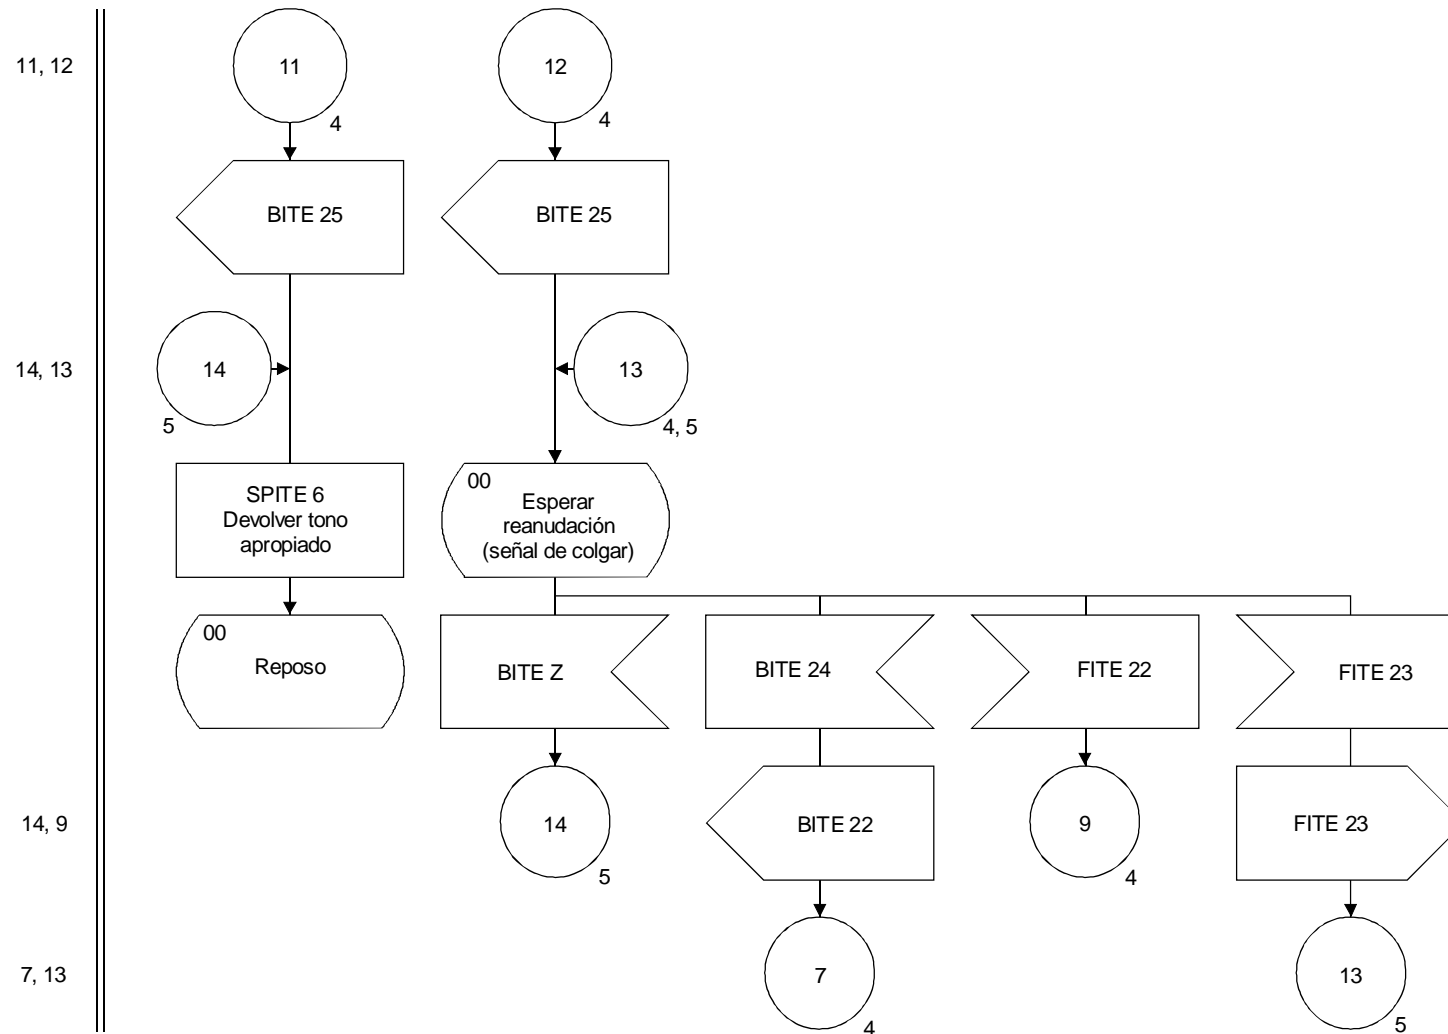 11, 12
11
12
4
4
BITE 25
BITE 25
14, 13
14
13
5
4, 5
SPITE 6
Devolver tono
apropiado
00
Esperar
reanudación
(señal de colgar)
00
Reposo
BITE Z
BITE 24
FITE 22
FITE 23
14, 9
14
BITE 22
9
FITE 23
5
4
7, 13
7
13
4
5